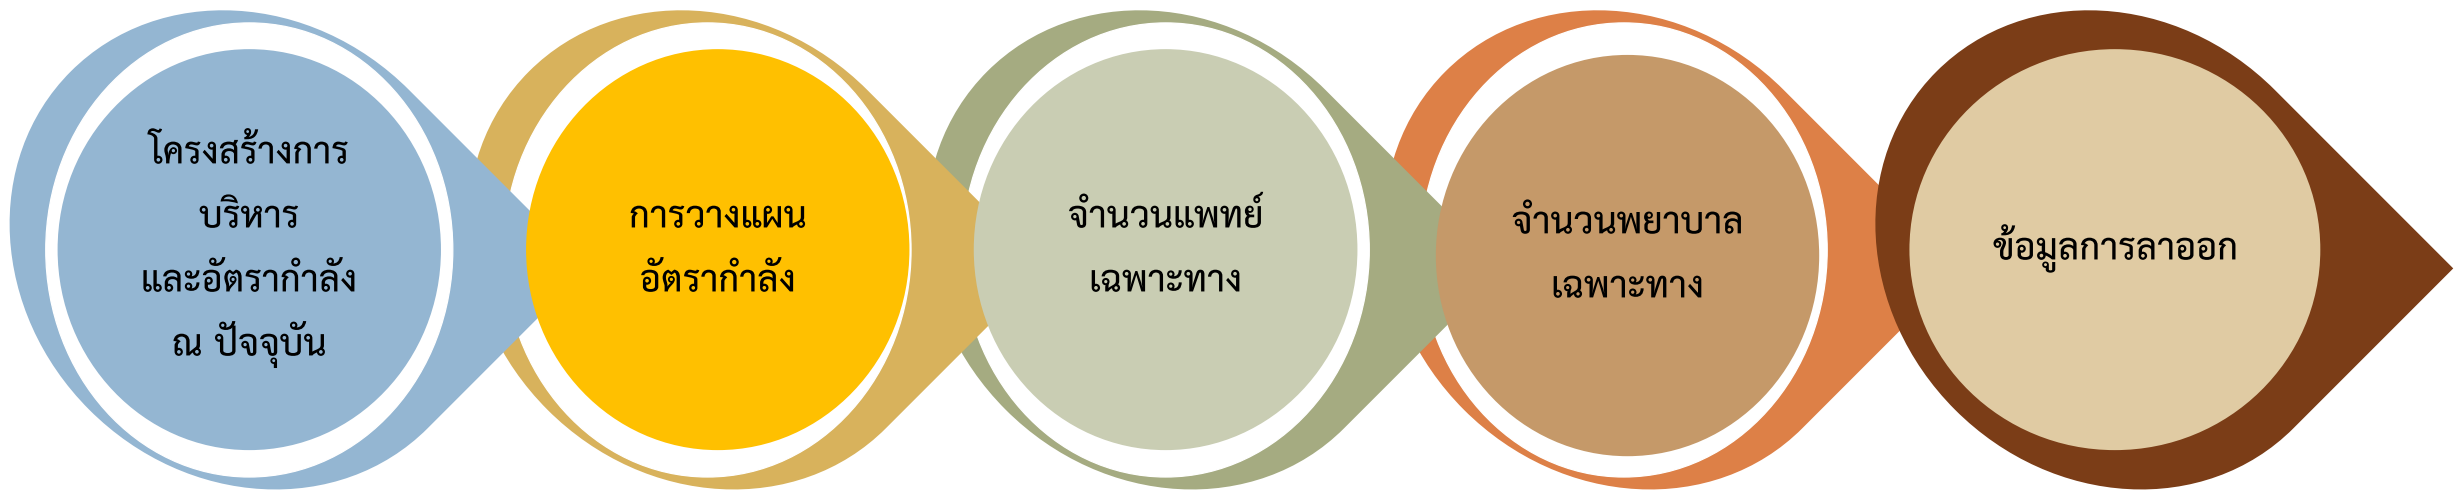 โครงสร้างการ
บริหาร
และอัตรากำลัง
ณ ปัจจุบัน
การวางแผน
อัตรากำลัง
จำนวนแพทย์
เฉพาะทาง
จำนวนพยาบาล
เฉพาะทาง
ข้อมูลการลาออก